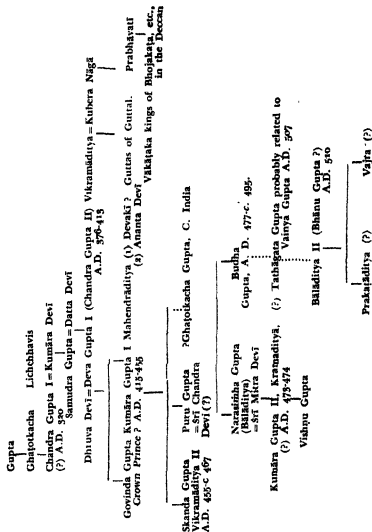 Gupta
Ghaṭotkacha Lichchhavis
Chandra Gupta I = Kumāra Devī
(?) A.D. 320
Samudra Gupta = Datta Devī
Dhruva Devī = Deva Gupta I (Chandra Gupta II) Vikramāditya = Kubera Nāgā
A.D. 376-413
Govinda Gupta Kumāra Gupta I Mahendrāditya (1) Devakī ? Guttas of Guttal. Prabhāvatī
Crown Prince ? A.D. 415-455 (2) Ananta Devī Vākāṭaka kings of Bhojakaṭa, etc., in the Deccan
Skanda Gupta Puru Gupta ?Ghaṭotkacha Gupta, C. India
Vikramāditya II = Śrī Chandra
A.D. 455-c 467 Devī (?)
Narasiṁha Gupta Budha
(Bālāditya) Gupta, A. D. 477-c. 495.
= Śrī Mitra Devī
Kumāra Gupta II, Kramāditya, (?) Tathāgata Gupta probably related to
(?) A.D. 473-474 Vainya Gupta A.D. 507
Vishṇu Gupta Bālāditya II (Bhānu Gupta ?)
A.D. 510
Prakaṭāditya (?) Vajra (?)